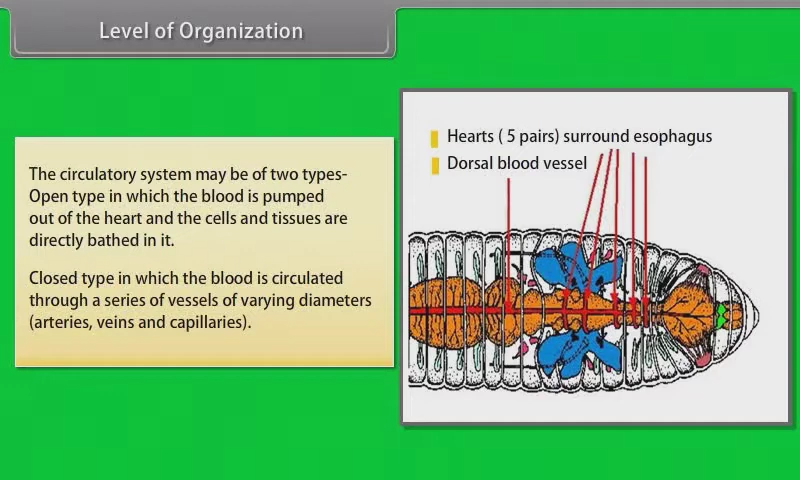 Level of Organization
The circulatory system may be of two types-
Open type in which the blood is pumped
out of the heart and the cells and tissues are
directly bathed in it.
Closed type in which the blood is circulated
through a series of vessels of varying diameters
(arteries, veins and capillaries).
Hearts ( 5 pairs) surround esophagus
Dorsal blood vessel